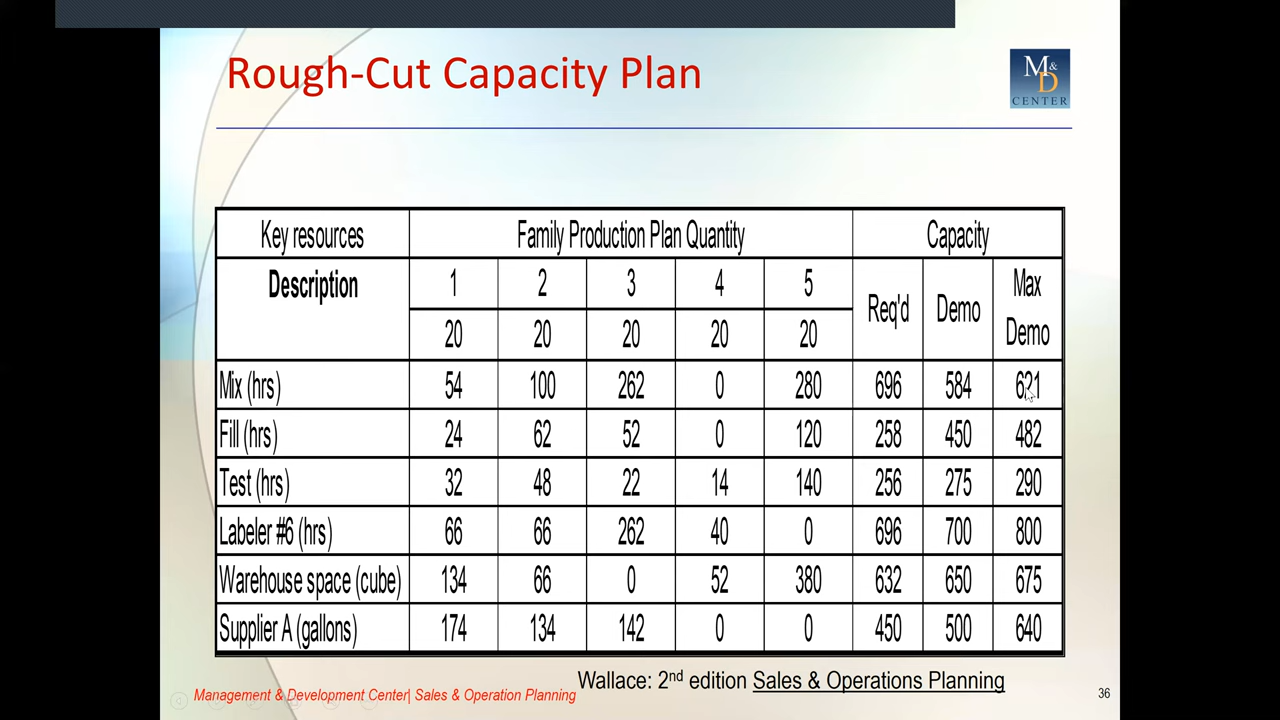 Rough-Cut Capacity Plan
M&
D
CENTER
Key resources Family Production Plan Quantity Capacity
Description 1 2 3 4 5 Req'd Demo Max Demo
20 20 20 20 20
Mix (hrs) 54 100 262 0 280 696 584 621
Fill (hrs) 24 62 52 0 120 258 450 482
Test (hrs) 32 48 22 14 140 256 275 290
Labeler #6 (hrs) 66 66 262 40 0 696 700 800
Warehouse space (cube) 134 66 0 52 380 632 650 675
Supplier A (gallons) 174 134 142 0 0 450 500 640
Wallace: 2nd edition Sales & Operations Planning
Management & Development Center| Sales & Operation Planning
36